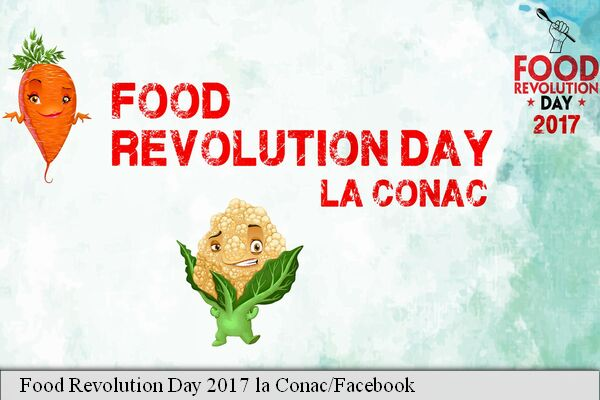 FOOD
REVOLUTION DAY
LA CONAC
FOOD
REVOLUTION
DAY
2017
Food Revolution Day 2017 la Conac/Facebook